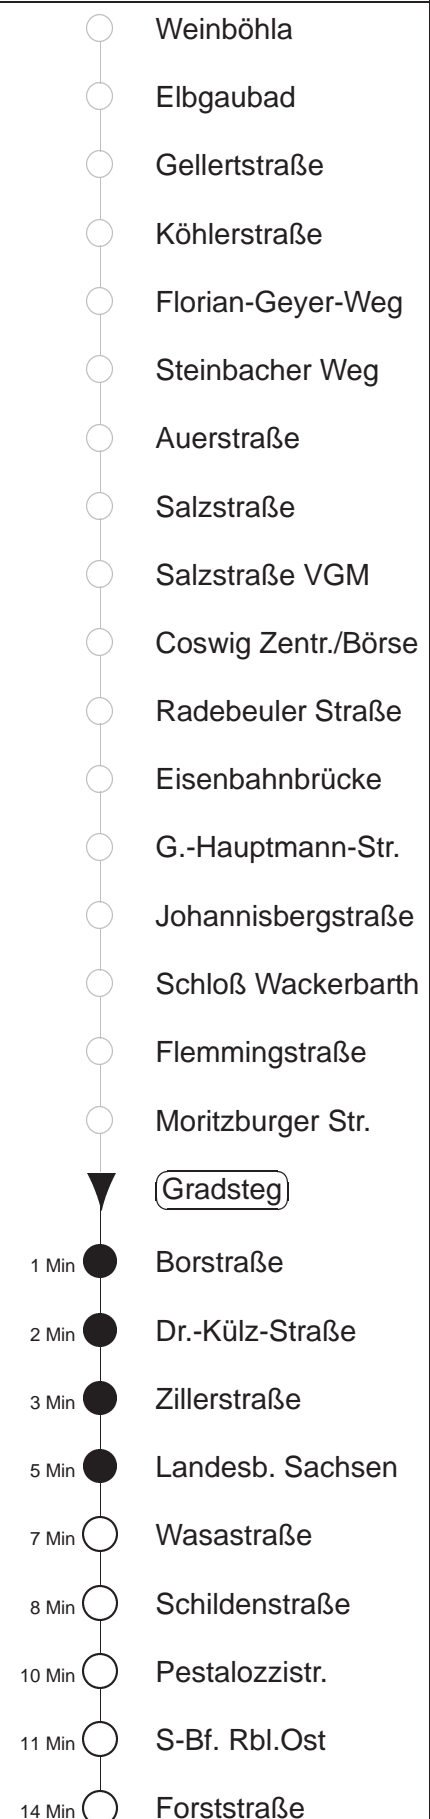 Weinböhla
Elbgaubad
Gellertstraße
Köhlerstraße
Florian-Geyer-Weg
Steinbacher Weg
Auerstraße
Salzstraße
Salzstraße VGM
Coswig Zentr./Börse
Radebeuler Straße
Eisenbahnbrücke
G.-Hauptmann-Str.
Johannisbergstraße
Schloß Wackerbarth
Flemmingstraße
Moritzburger Str.
Gradsteg
1 Min Borstraße
2 Min Dr.-Külz-Straße
3 Min Zillerstraße
5 Min Landesb. Sachsen
7 Min Wasastraße
8 Min Schildenstraße
10 Min Pestalozzistr.
11 Min S-Bf. Rbl.Ost
14 Min Forststraße